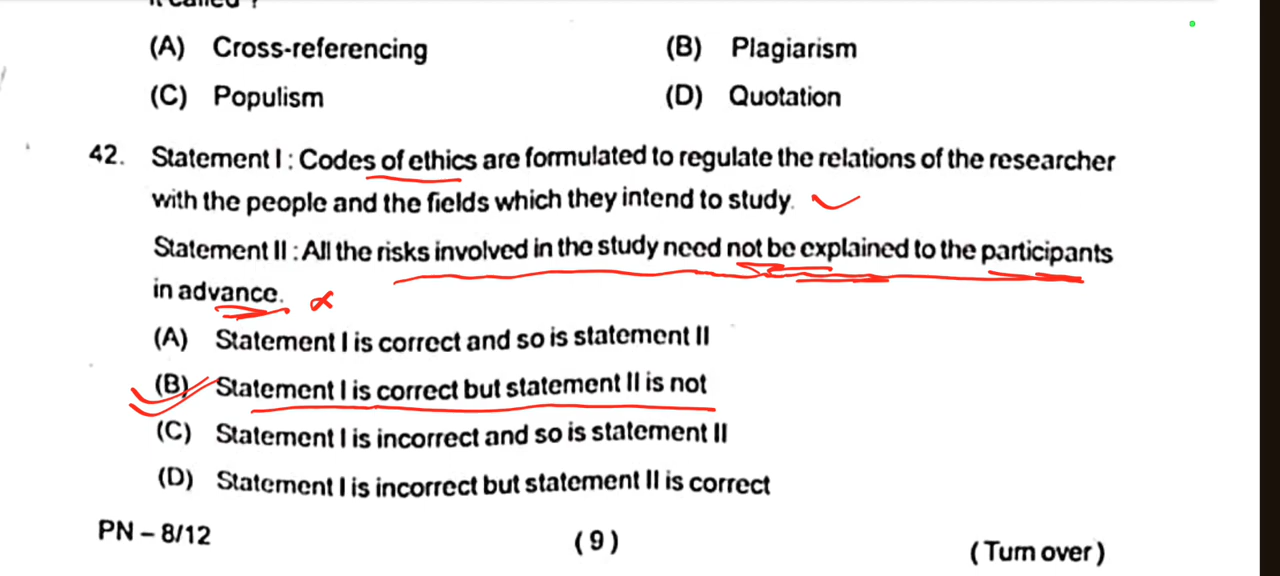 it called ?
(A) Cross-referencing (B) Plagiarism
(C) Populism (D) Quotation
42. Statement I : Codes of ethics are formulated to regulate the relations of the researcher
with the people and the fields which they intend to study.
Statement II : All the risks involved in the study need not be explained to the participants
in advance.
(A) Statement I is correct and so is statement II
(B) Statement I is correct but statement II is not
(C) Statement I is incorrect and so is statement II
(D) Statement I is incorrect but statement II is correct
PN – 8/12 ( 9 ) ( Turn over )